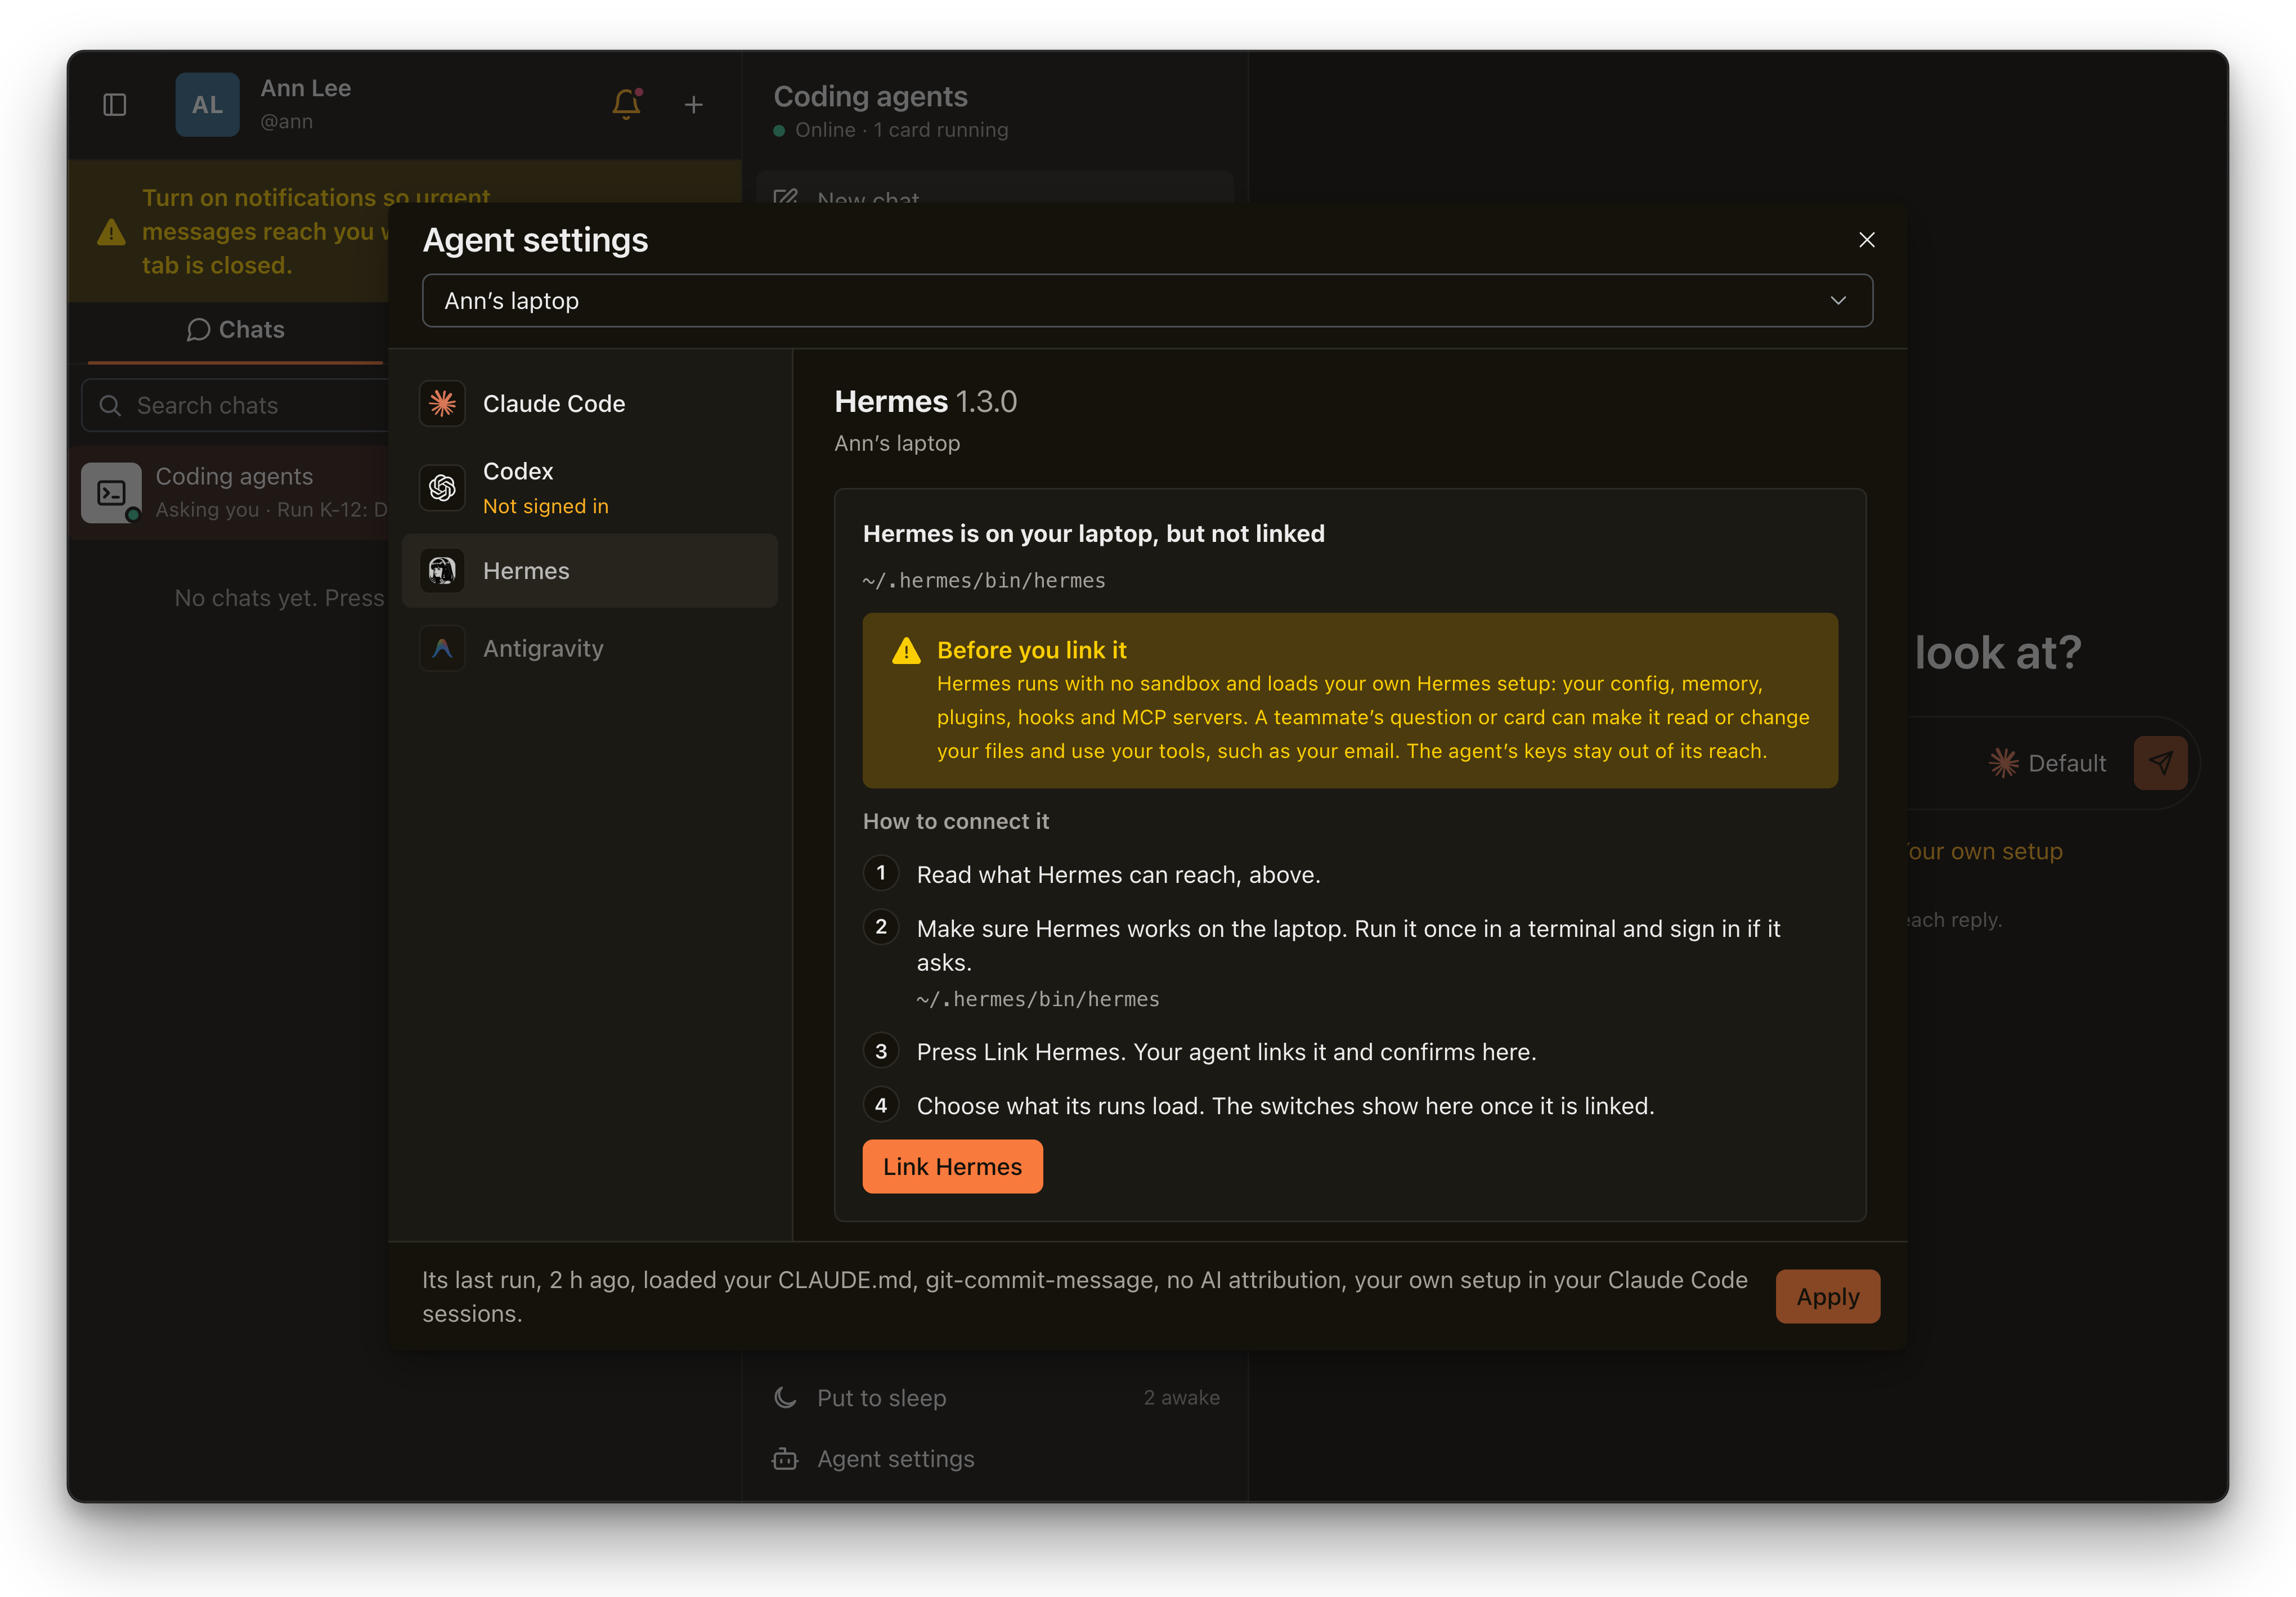 AL
Ann Lee
@ann
Turn on notifications so urgent
messages reach you
tab is closed.
Chats
Search chats
Coding agents
Asking you · Run K-12:
No chats yet. Press
Coding agents
Online · 1 card running
New chat
Put to sleep
2 awake
Agent settings
look at?
Default
our own setup
each reply.
Agent settings
Ann’s laptop
Claude Code
Codex
Not signed in
Hermes
Antigravity
Hermes 1.3.0
Ann’s laptop
Hermes is on your laptop, but not linked
~/.hermes/bin/hermes
Before you link it
Hermes runs with no sandbox and loads your own Hermes setup: your config, memory,
plugins, hooks and MCP servers. A teammate’s question or card can make it read or change
your files and use your tools, such as your email. The agent’s keys stay out of its reach.
How to connect it
1 Read what Hermes can reach, above.
2 Make sure Hermes works on the laptop. Run it once in a terminal and sign in if it
asks.
~/.hermes/bin/hermes
3 Press Link Hermes. Your agent links it and confirms here.
4 Choose what its runs load. The switches show here once it is linked.
Link Hermes
Its last run, 2 h ago, loaded your CLAUDE.md, git-commit-message, no AI attribution, your own setup in your Claude Code
sessions.
Apply